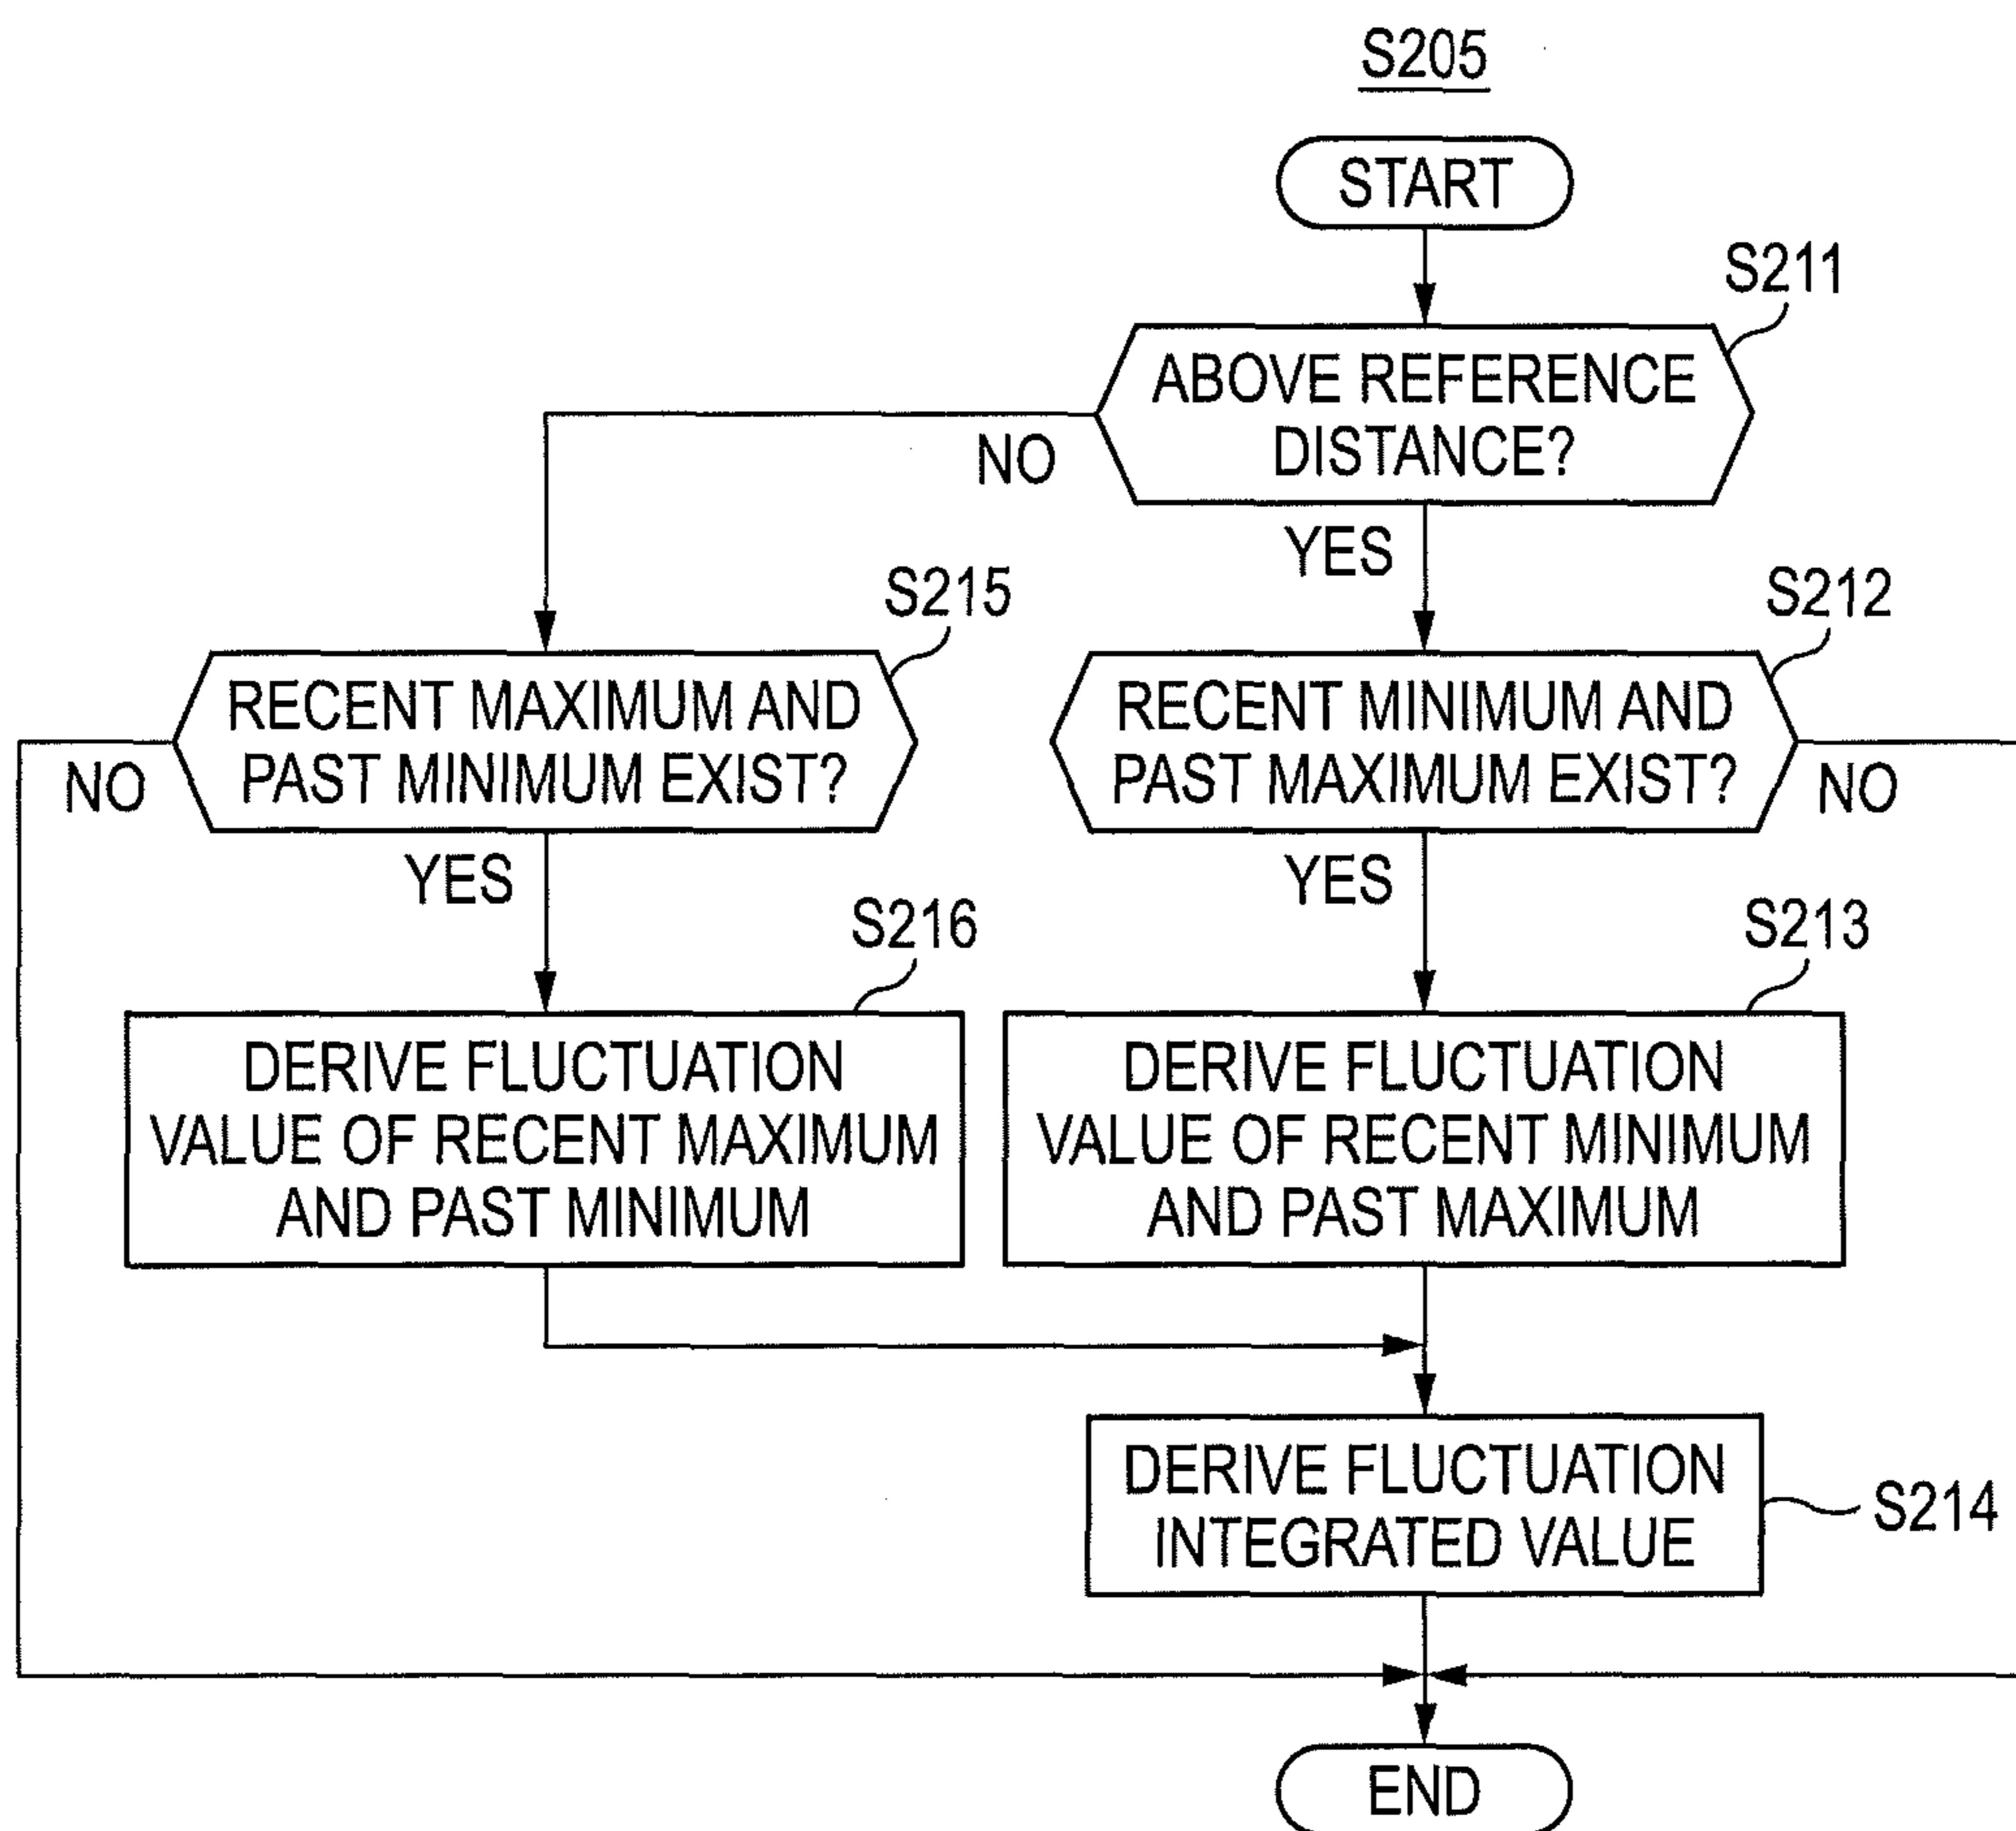 S205
START
S211
ABOVE REFERENCE
DISTANCE?
NO
YES
S215
S212
RECENT MAXIMUM AND
PAST MINIMUM EXIST?
RECENT MINIMUM AND
PAST MAXIMUM EXIST?
NO
NO
YES
YES
S216
S213
DERIVE FLUCTUATION
VALUE OF RECENT MAXIMUM
AND PAST MINIMUM
DERIVE FLUCTUATION
VALUE OF RECENT MINIMUM
AND PAST MAXIMUM
DERIVE FLUCTUATION
INTEGRATED VALUE
S214
END